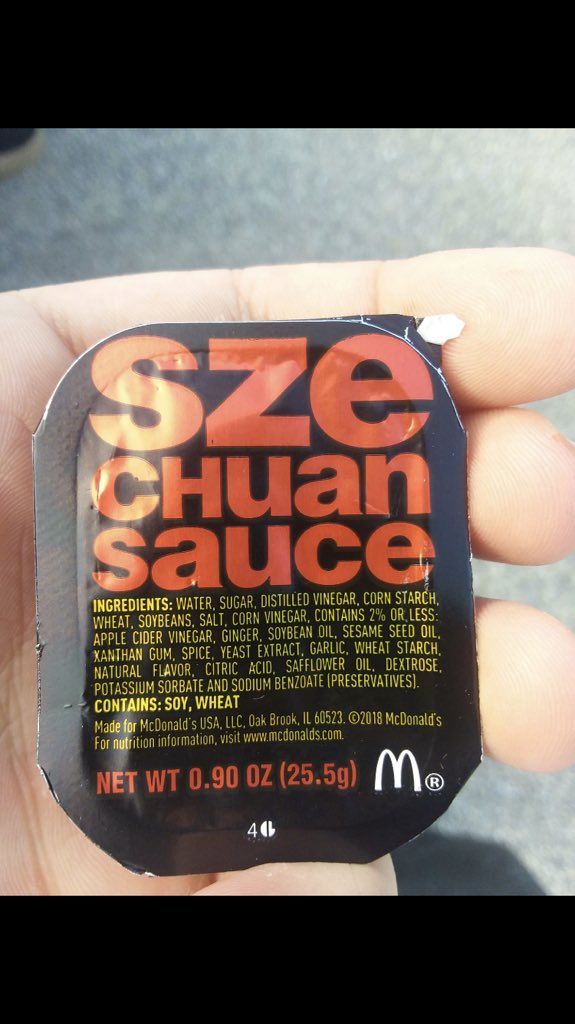 sze
CHuan
sauce
INGREDIENTS: WATER, SUGAR, DISTILLED VINEGAR, CORN STARCH,
WHEAT, SOYBEANS, SALT, CORN VINEGAR, CONTAINS 2% OR LESS:
APPLE CIDER VINEGAR, GINGER, SOYBEAN OIL, SESAME SEED OIL,
XANTHAN GUM, SPICE, YEAST EXTRACT, GARLIC, WHEAT STARCH,
NATURAL FLAVOR, CITRIC ACID, SAFFLOWER OIL, DEXTROSE,
POTASSIUM SORBATE AND SODIUM BENZOATE (PRESERVATIVES).
CONTAINS: SOY, WHEAT
Made for McDonald's USA, LLC, Oak Brook, IL 60523. ©2018 McDonald's
For nutrition information, visit www.mcdonalds.com.
NET WT 0.90 OZ (25.5g) M®
4